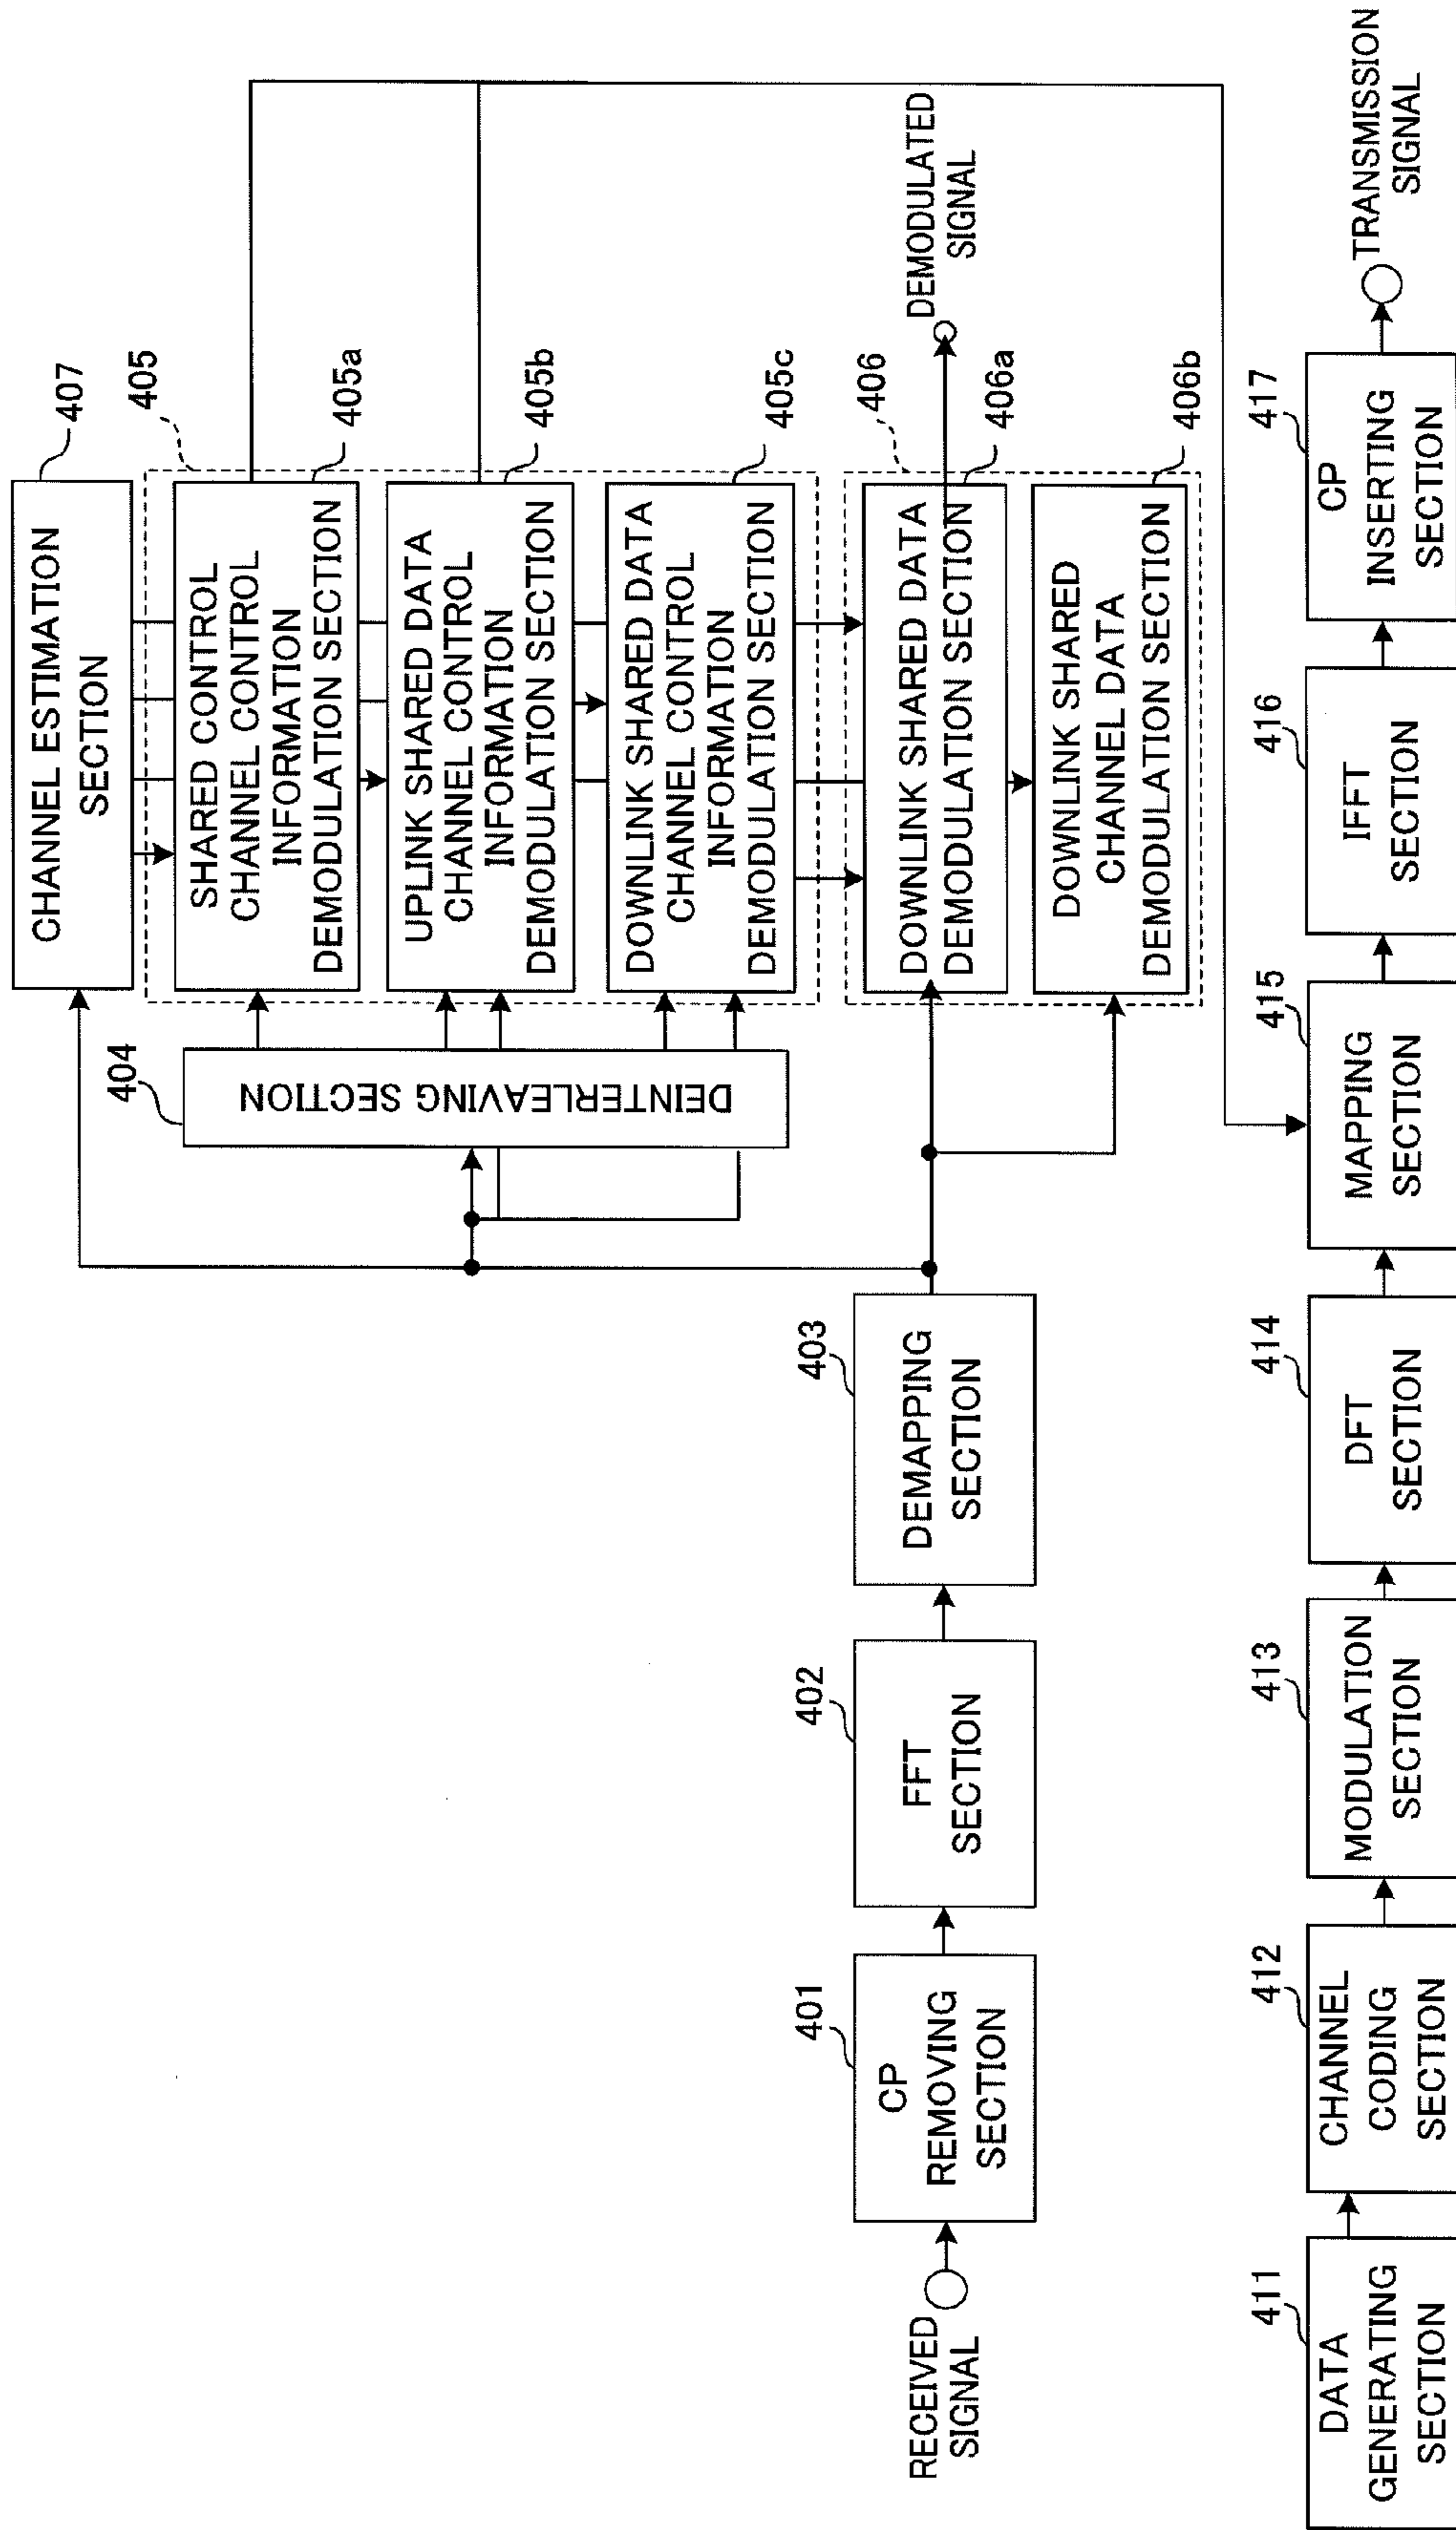 407
CHANNEL ESTIMATION
SECTION
405
SHARED CONTROL
CHANNEL CONTROL
INFORMATION
DEMODULATION SECTION
405a
UPLINK SHARED DATA
CHANNEL CONTROL
INFORMATION
DEMODULATION SECTION
405b
DOWNLINK SHARED DATA
CHANNEL CONTROL
INFORMATION
DEMODULATION SECTION
405c
404
DEINTERLEAVING SECTION
406
DOWNLINK SHARED DATA
DEMODULATION SECTION
406a
DOWNLINK SHARED
CHANNEL DATA
DEMODULATION SECTION
406b
DEMODULATED
SIGNAL
RECEIVED
SIGNAL
401
CP
REMOVING
SECTION
402
FFT
SECTION
403
DEMAPPING
SECTION
411
DATA
GENERATING
SECTION
412
CHANNEL
CODING
SECTION
413
MODULATION
SECTION
414
DFT
SECTION
415
MAPPING
SECTION
416
IFFT
SECTION
417
CP
INSERTING
SECTION
TRANSMISSION
SIGNAL